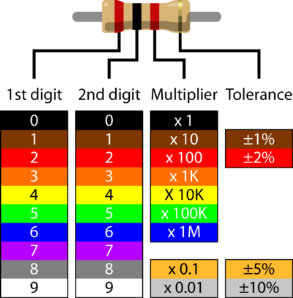 1st digit 2nd digit Multiplier Tolerance
0 0 x 1
1 1 x 10 ±1%
2 2 x 100 ±2%
3 3 x 1K
4 4 X 10K
5 5 x 100K
6 6 x 1M
7 7
8 8 x 0.1 ±5%
9 9 x 0.01 ±10%